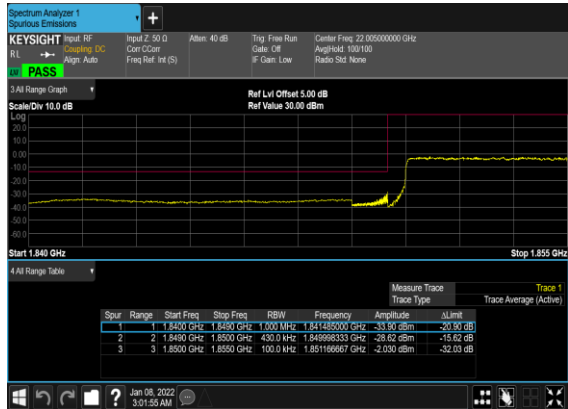 Spectrum Analyzer 1
Spurious Emissions
+
KEYSIGHT Input: RF Input Z: 50 Ω Atten: 40 dB Trig: Free Run Center Freq: 22.005000000 GHz
RL Coupling: DC Corr CCorr Gate: Off Avg|Hold: 100/100
Align: Auto Freq Ref: Int (S) IF Gain: Low Radio Std: None
PASS
3 All Range Graph Ref Lvl Offset 5.00 dB
Scale/Div 10.0 dB Ref Value 30.00 dBm
Log
20.0
10.0
0.00
-10.0
-20.0
-30.0
-40.0
-50.0
-60.0
Start 1.840 GHz Stop 1.855 GHz
4 All Range Table
Measure Trace Trace 1
Trace Type Trace Average (Active)
Spur Range Start Freq Stop Freq RBW Frequency Amplitude ΔLimit
1 1 1.8400 GHz 1.8490 GHz 1.000 MHz 1.841485000 GHz -33.90 dBm -20.90 dB
2 2 1.8490 GHz 1.8500 GHz 430.0 kHz 1.849998333 GHz -28.62 dBm -15.62 dB
3 3 1.8500 GHz 1.8550 GHz 100.0 kHz 1.851166667 GHz -2.030 dBm -32.03 dB
? Jan 08, 2022
3:01:55 AM